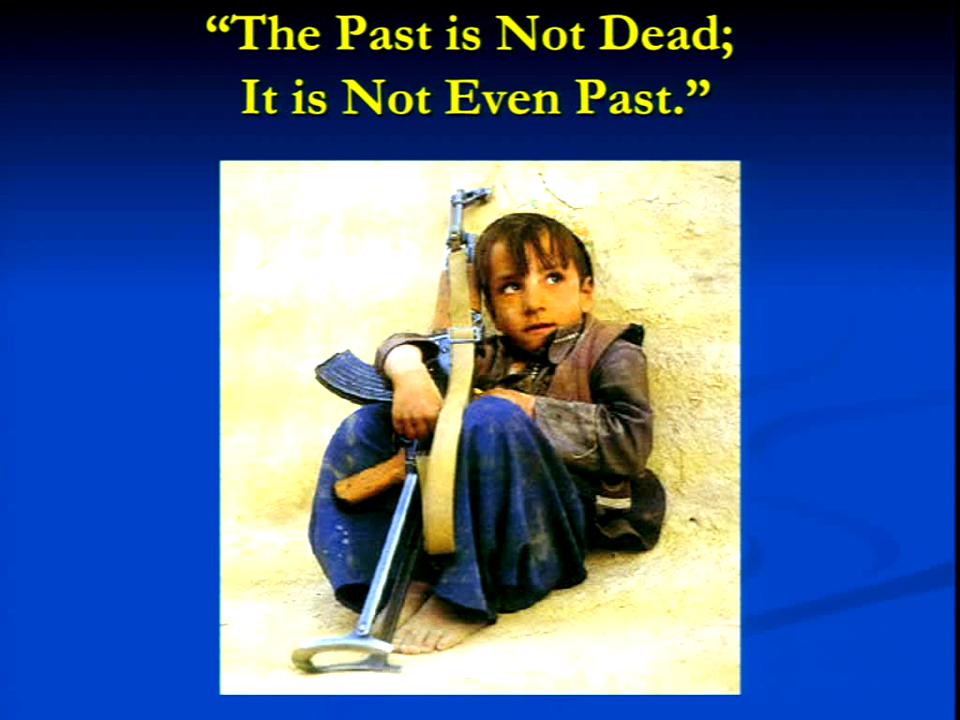 “The Past is Not Dead;
It is Not Even Past.”